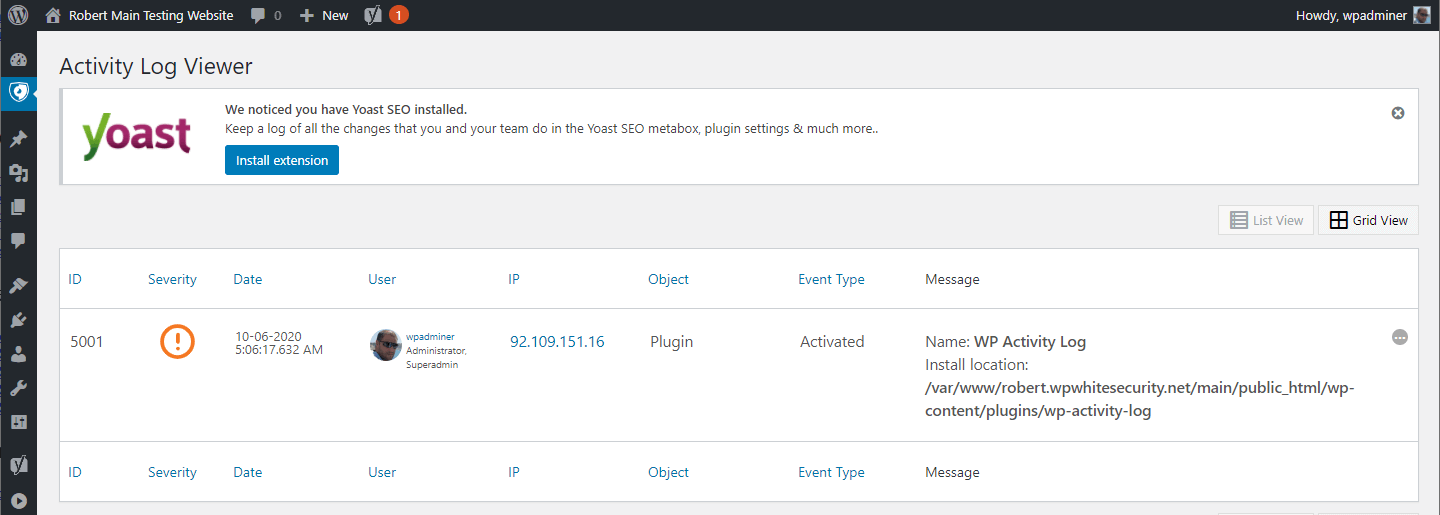 Robert Main Testing Website 0 New 1 Howdy, wpadminer
Activity Log Viewer
yoast
We noticed you have Yoast SEO installed.
Keep a log of all the changes that you and your team do in the Yoast SEO metabox, plugin settings & much more..
Install extension
List View Grid View
ID Severity Date User IP Object Event Type Message
5001 10-06-2020 wpadminer 92.109.151.16 Plugin Activated Name: WP Activity Log
5:06:17.632 AM Administrator,
Superadmin
Install location:
/var/www/robert.wpwhitesecurity.net/main/public_html/wp-
content/plugins/wp-activity-log
ID Severity Date User IP Object Event Type Message